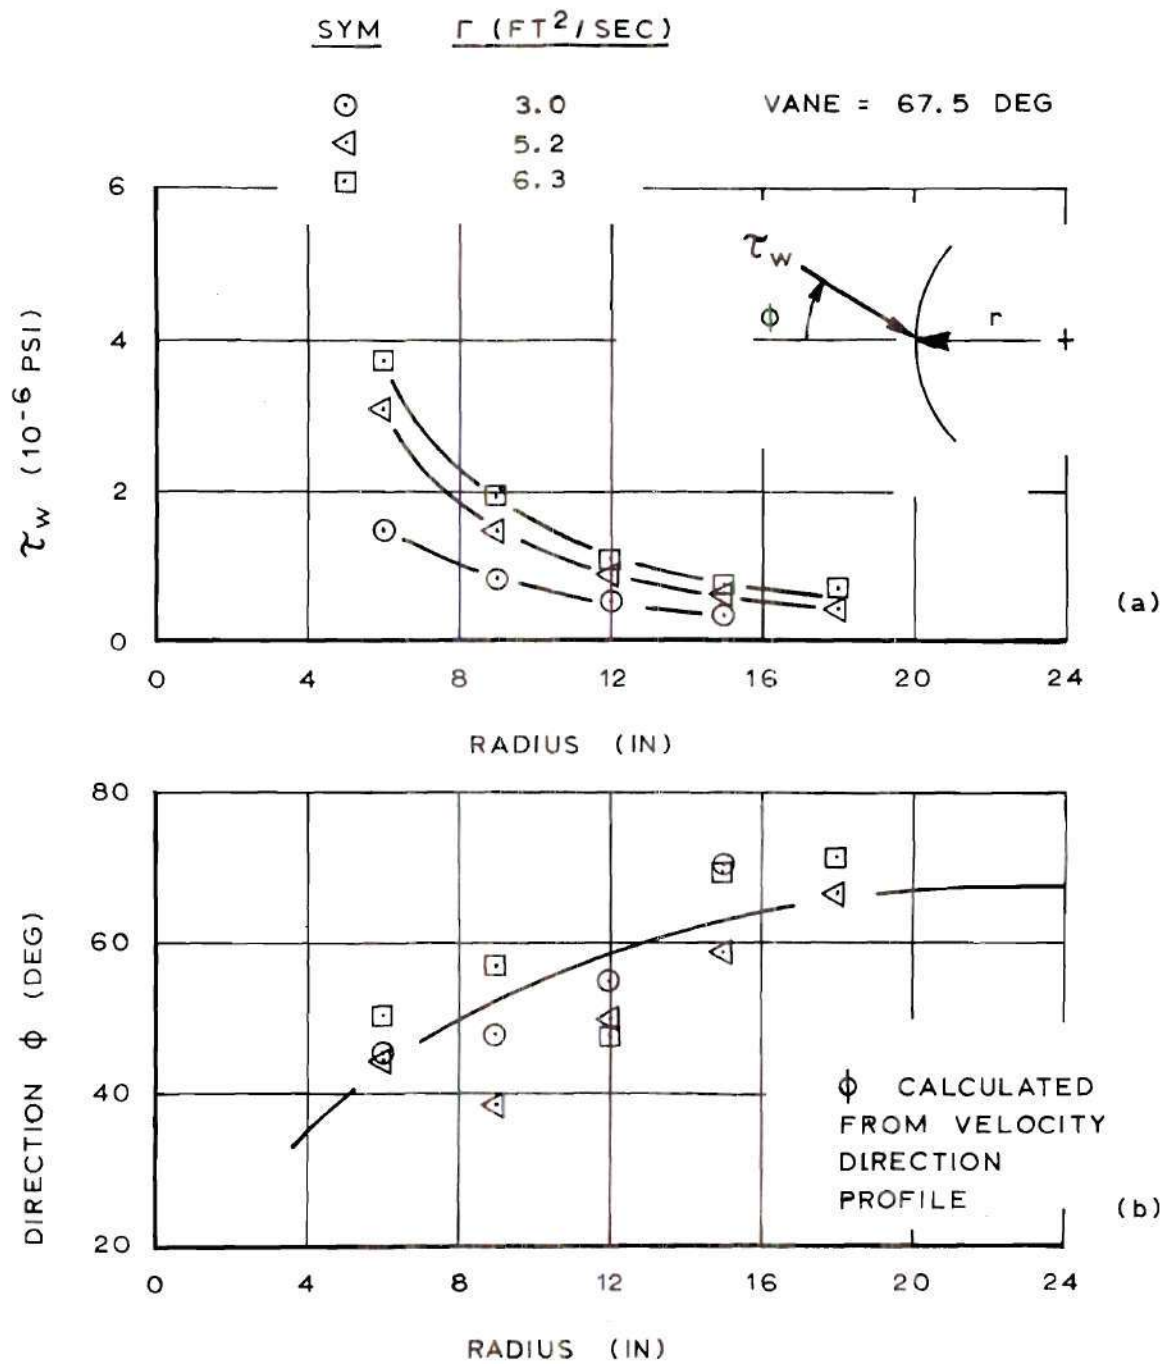 SYM Γ (FT²/SEC)
3.0
VANE = 67.5 DEG
5.2
6.3
6
4
2
0
τw (10⁻⁶ PSI)
τw
ϕ
r
(a)
0 4 8 12 16 20 24
RADIUS (IN)
80
60
40
20
DIRECTION ϕ (DEG)
ϕ CALCULATED
FROM VELOCITY
DIRECTION
PROFILE
(b)
0 4 8 12 16 20 24
RADIUS (IN)